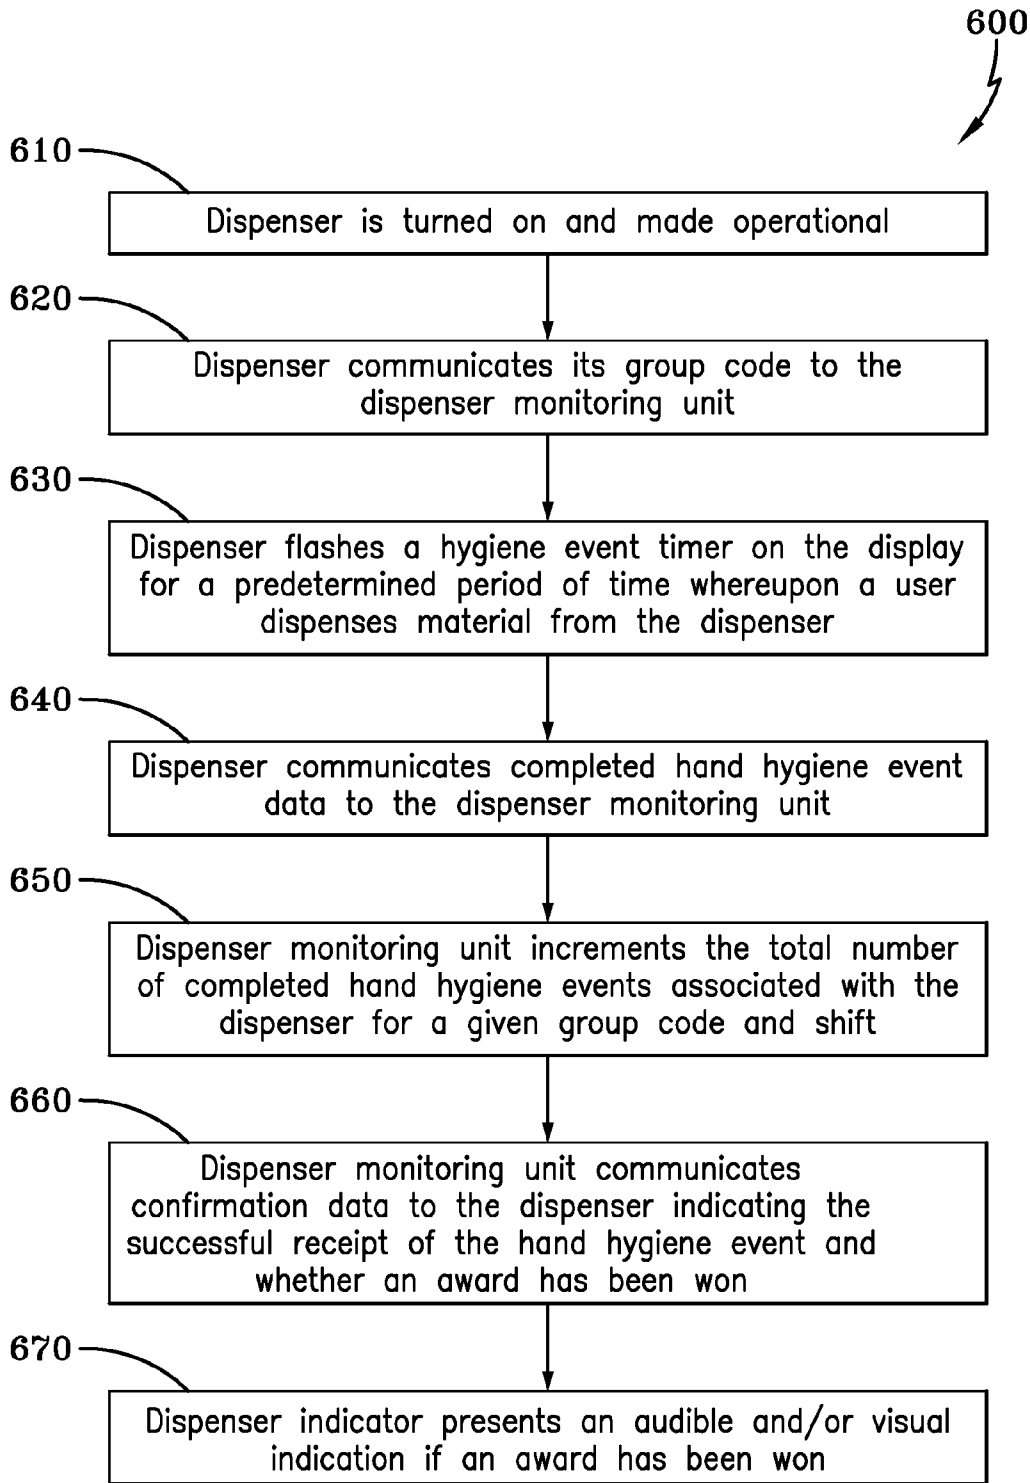 600
610
Dispenser is turned on and made operational
620
Dispenser communicates its group code to the
dispenser monitoring unit
630
Dispenser flashes a hygiene event timer on the display
for a predetermined period of time whereupon a user
dispenses material from the dispenser
640
Dispenser communicates completed hand hygiene event
data to the dispenser monitoring unit
650
Dispenser monitoring unit increments the total number
of completed hand hygiene events associated with the
dispenser for a given group code and shift
660
Dispenser monitoring unit communicates
confirmation data to the dispenser indicating the
successful receipt of the hand hygiene event and
whether an award has been won
670
Dispenser indicator presents an audible and/or visual
indication if an award has been won